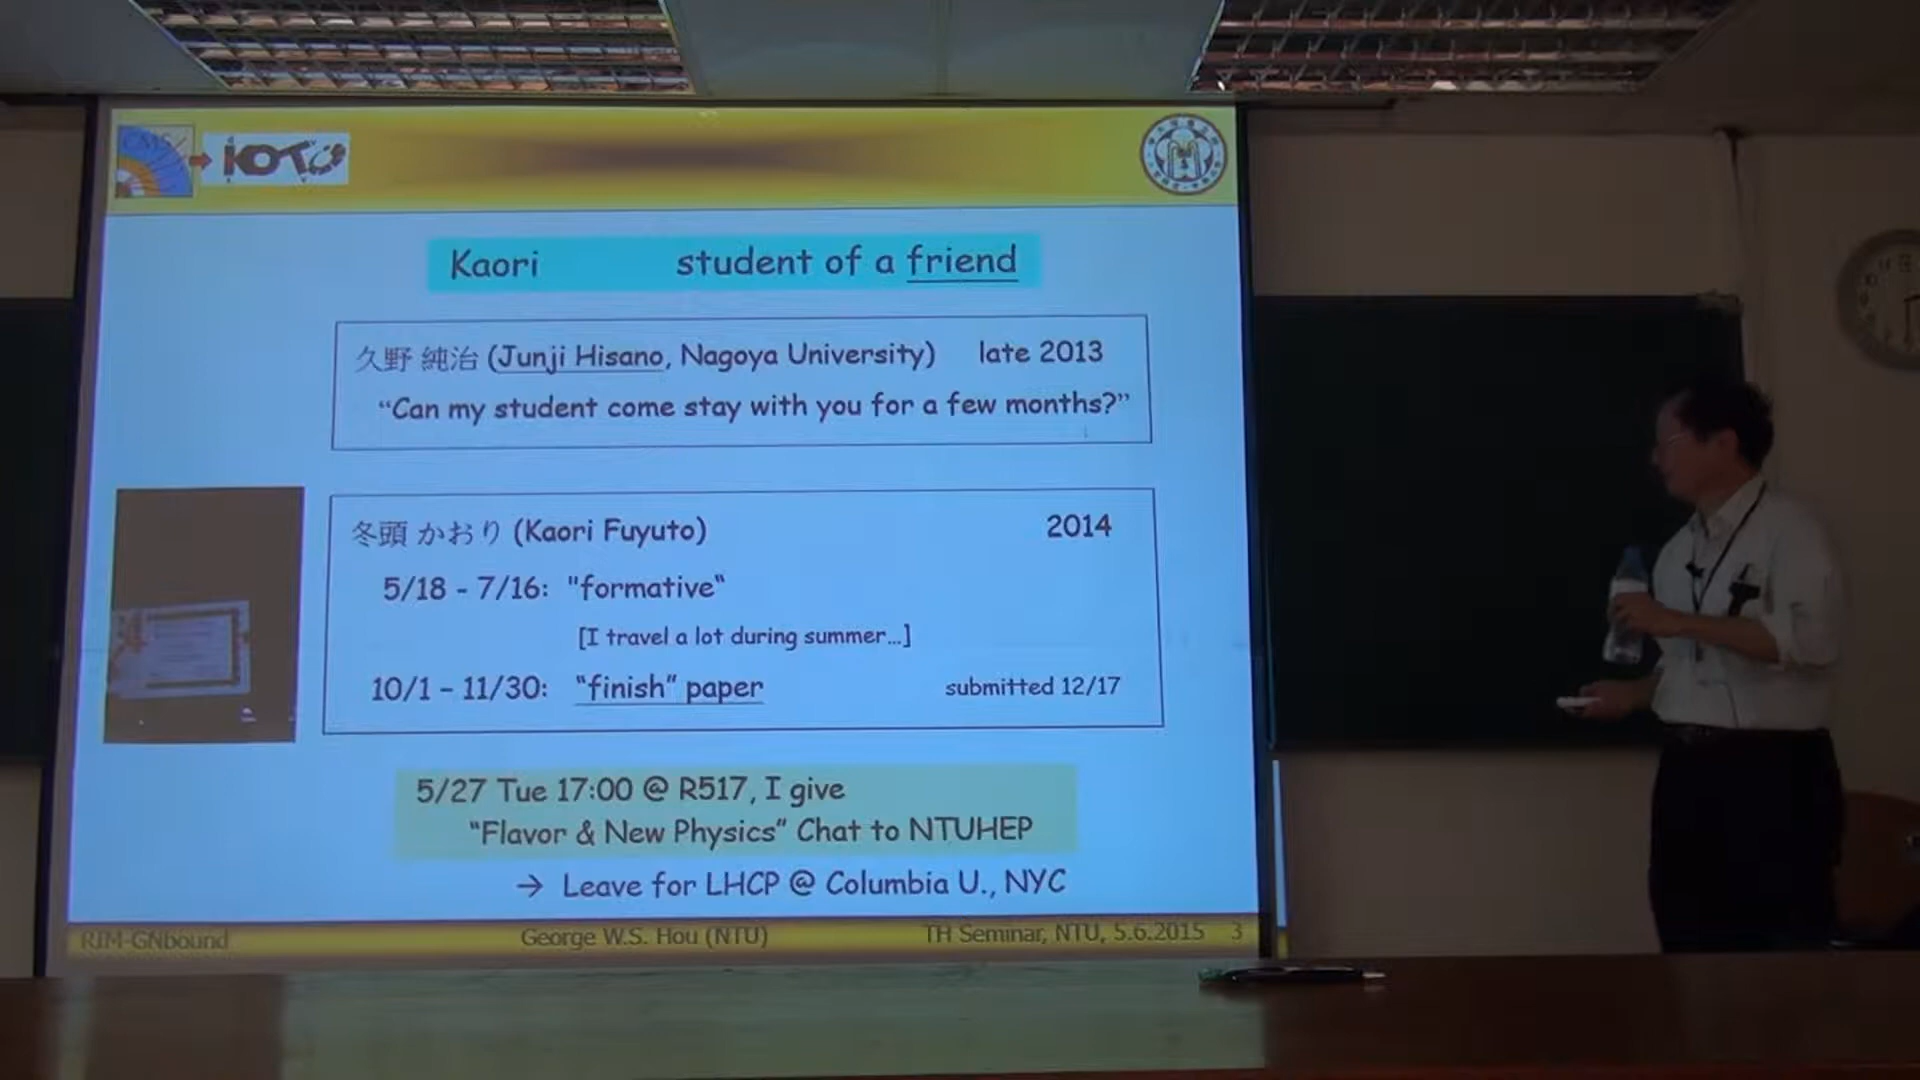 CMS
KOTO
Kaori student of a friend
久野 純治 (Junji Hisano, Nagoya University) late 2013
“Can my student come stay with you for a few months?”
冬頭 かおり (Kaori Fuyuto) 2014
5/18 - 7/16: "formative“
[I travel a lot during summer...]
10/1 – 11/30: “finish” paper submitted 12/17
5/27 Tue 17:00 @ R517, I give
“Flavor & New Physics” Chat to NTUHEP
→ Leave for LHCP @ Columbia U., NYC
RIM-GNbound George W.S. Hou (NTU) TH Seminar, NTU, 5.6.2015 3